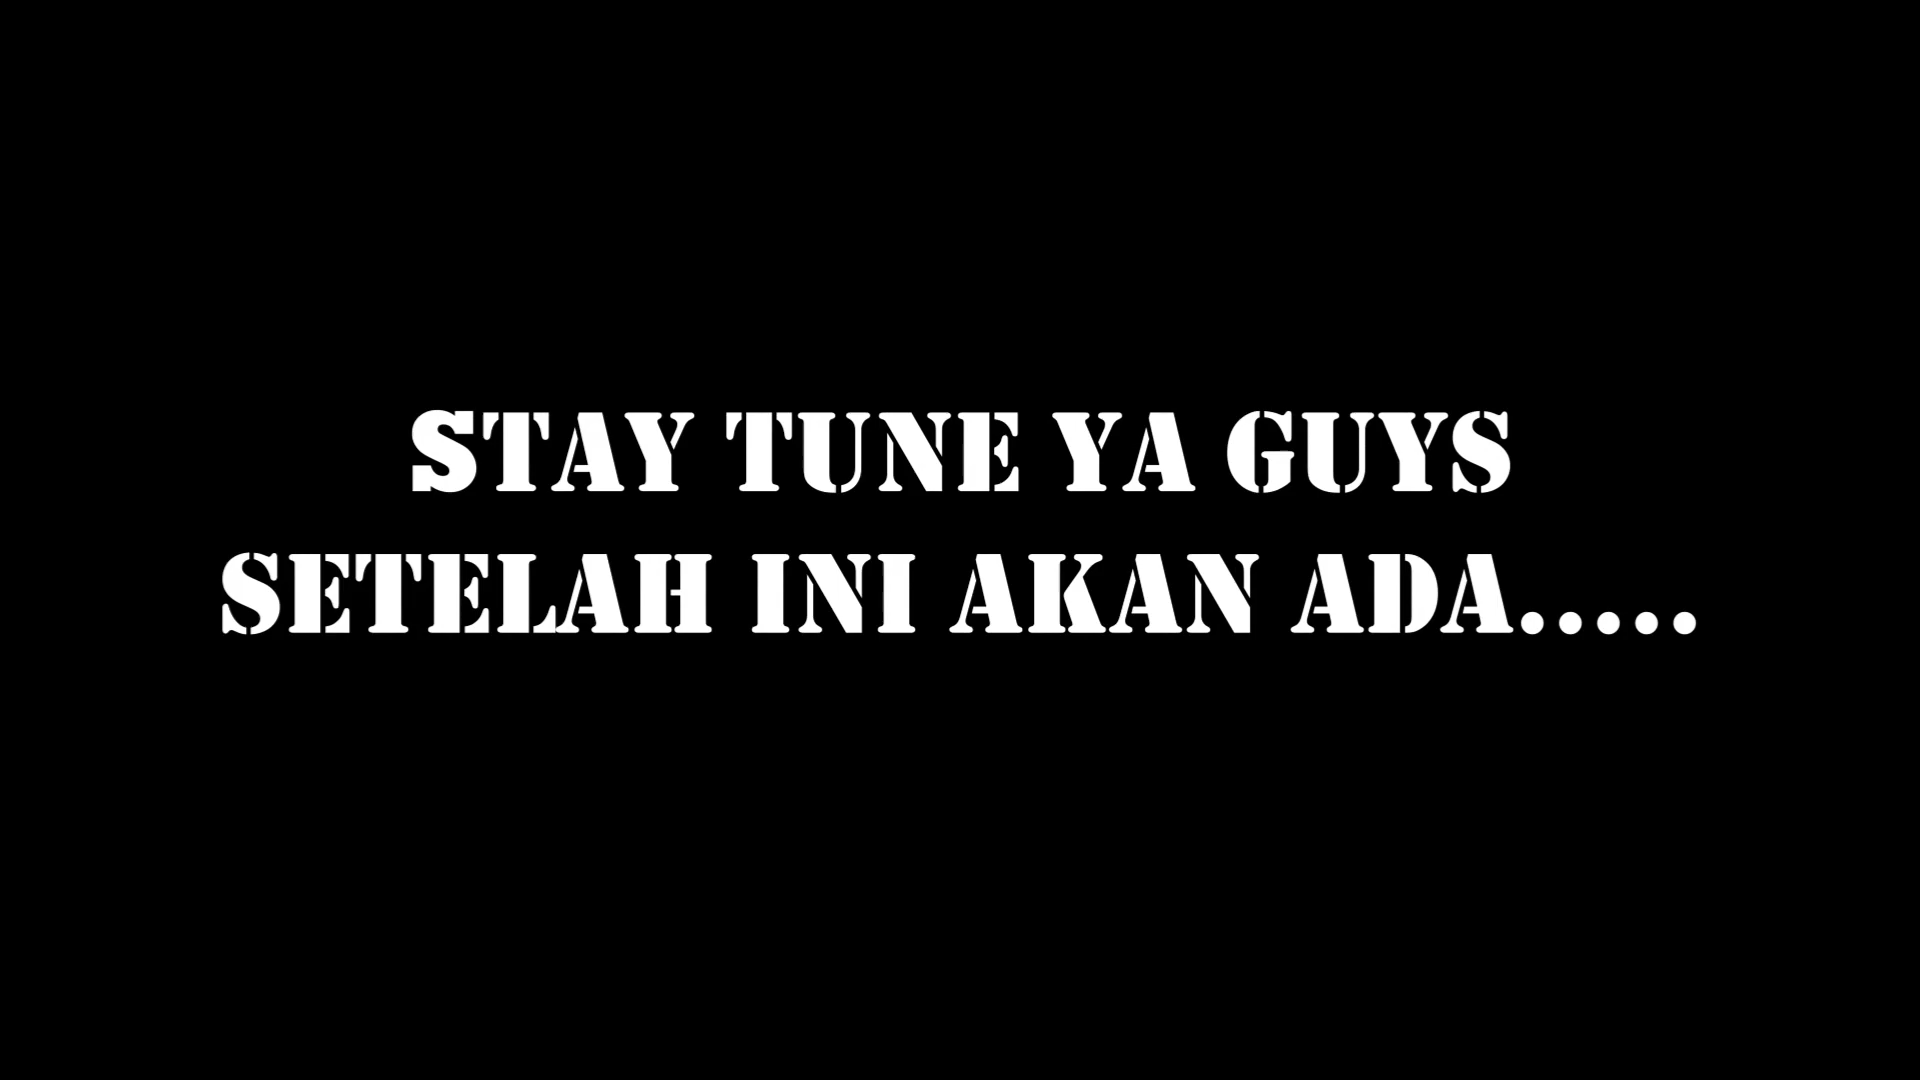 STAY TUNE YA GUYS
SETELAH INI AKAN ADA.....